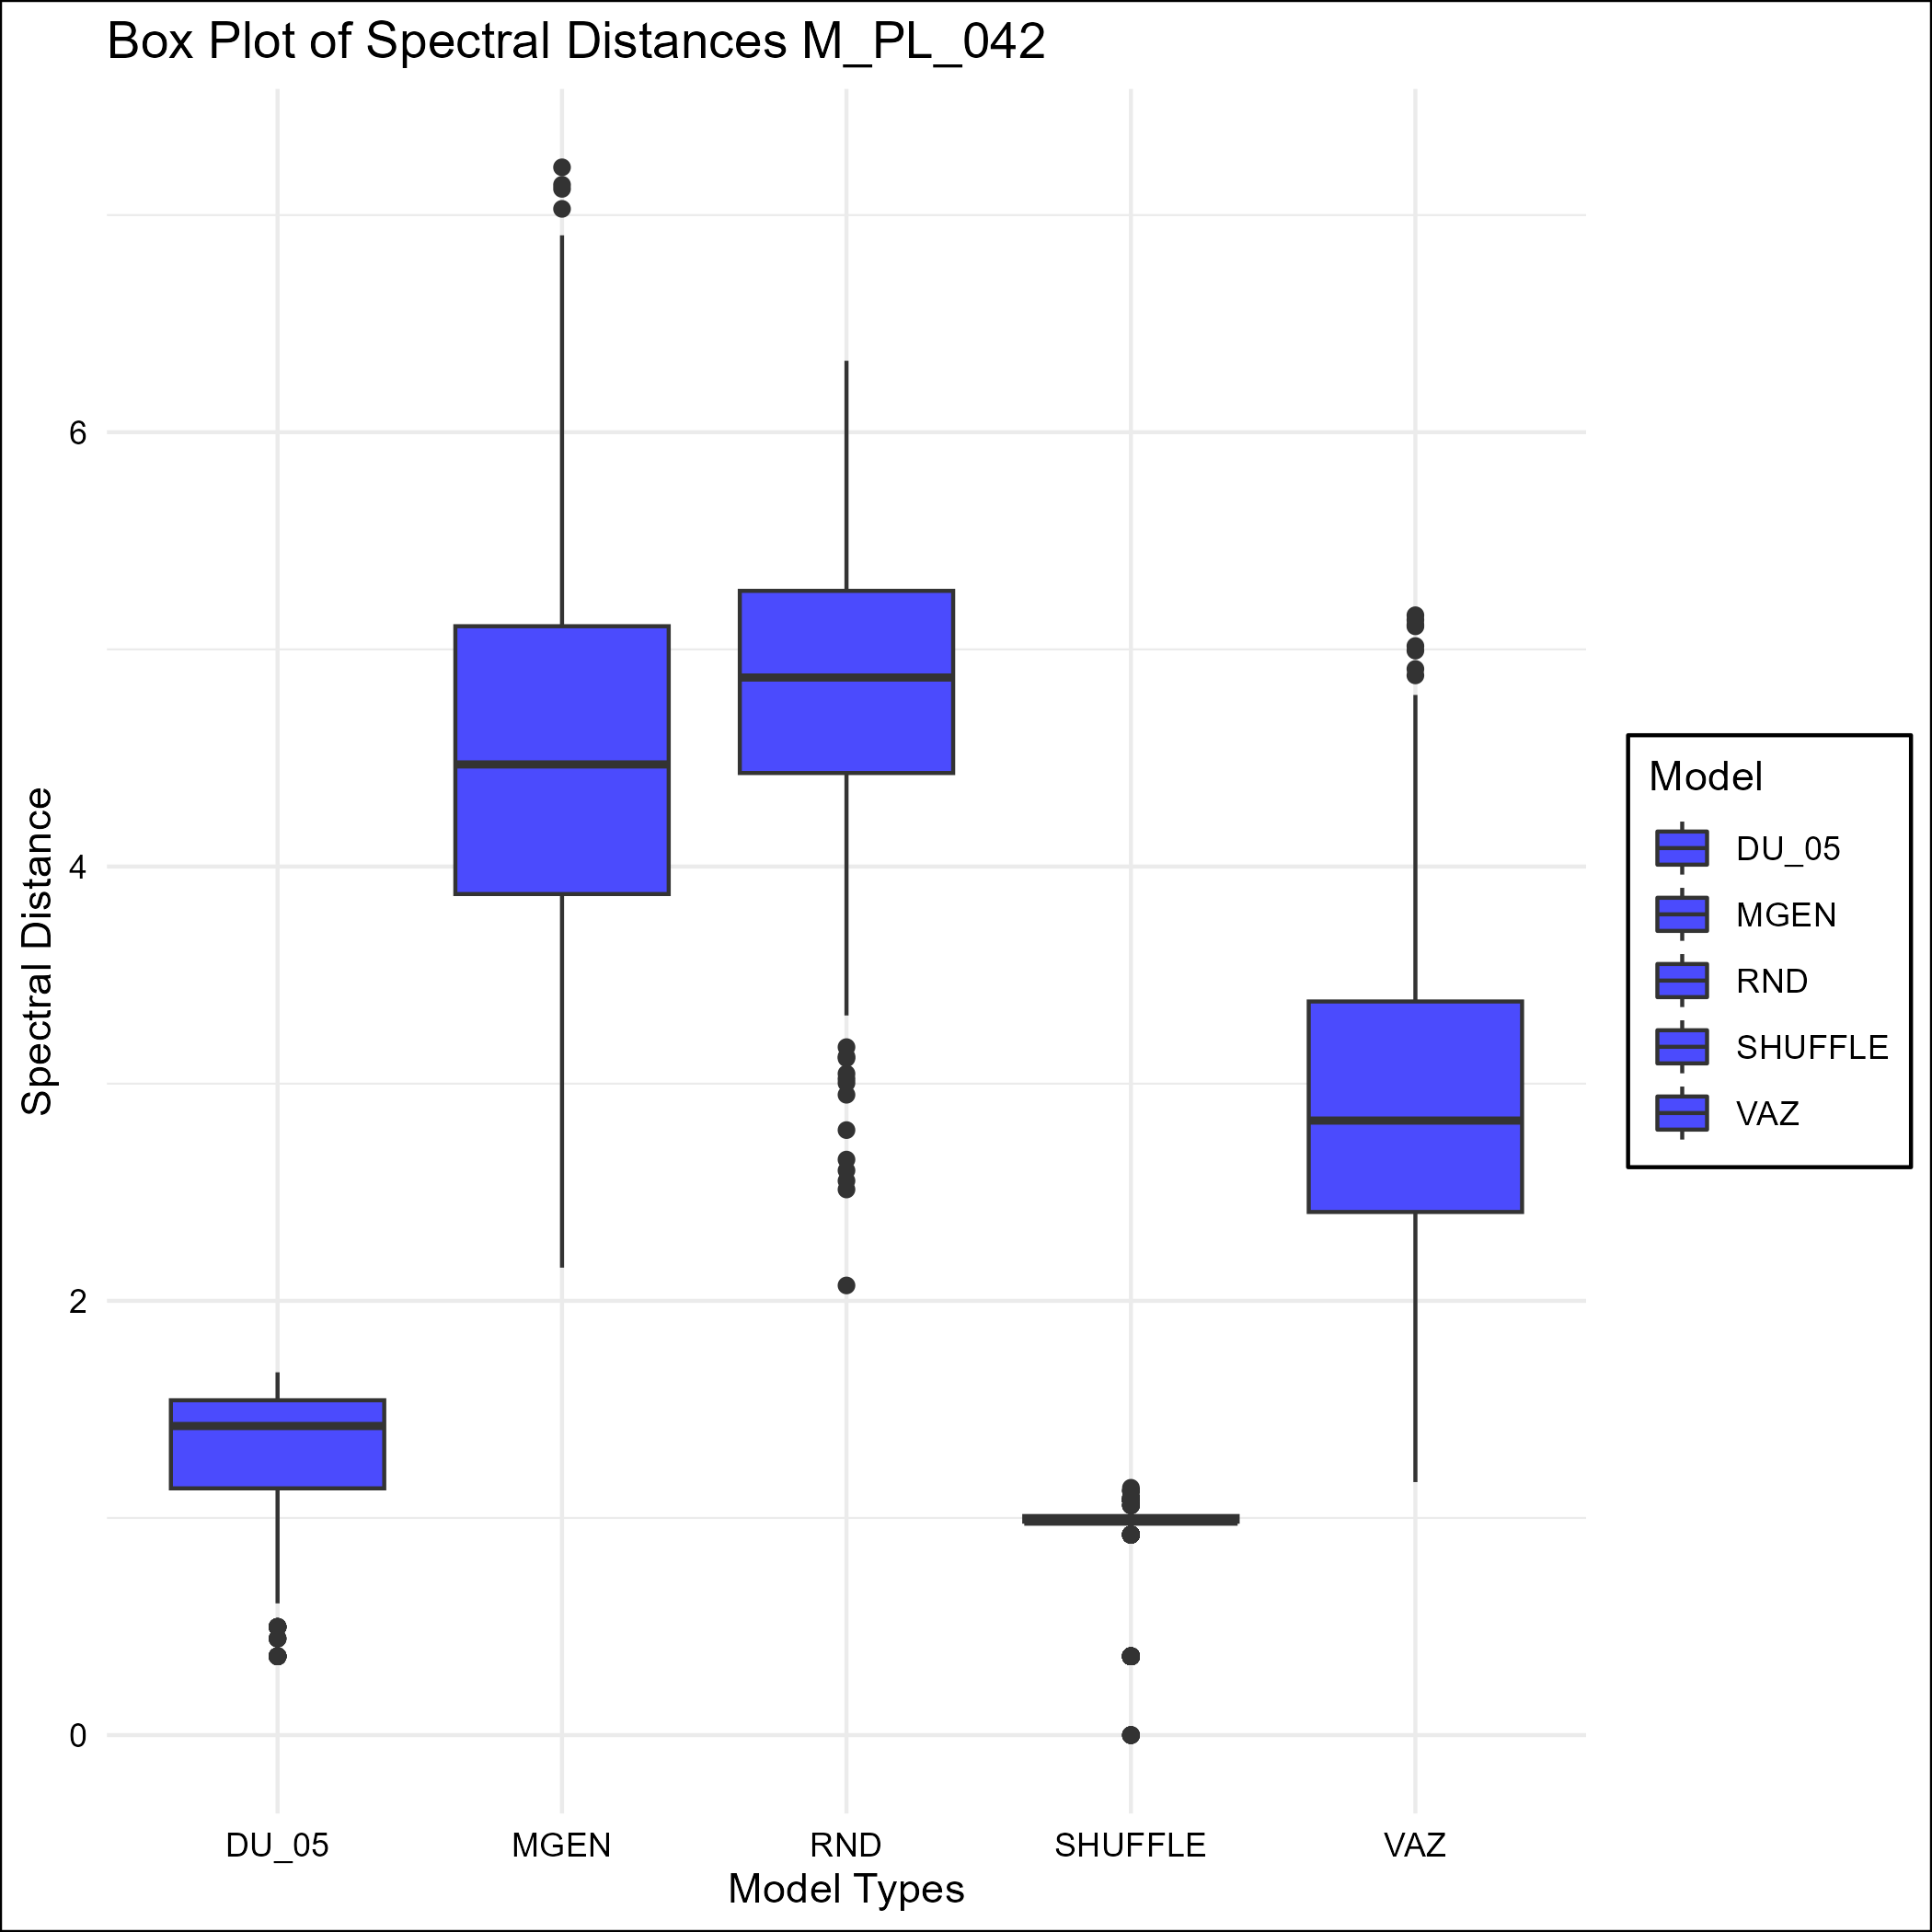 Box Plot of Spectral Distances M_PL_042
Spectral Distance
6
4
2
0
DU_05 MGEN RND SHUFFLE VAZ
Model Types
Model
DU_05
MGEN
RND
SHUFFLE
VAZ